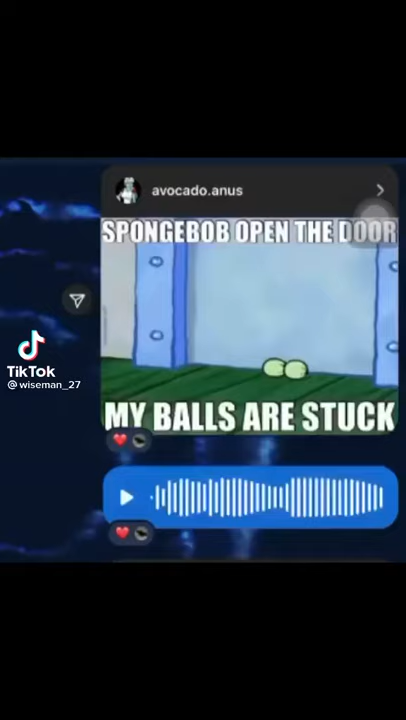 avocado.anus
SPONGEBOB OPEN THE DOOR
TikTok
@wiseman_27
MY BALLS ARE STUCK